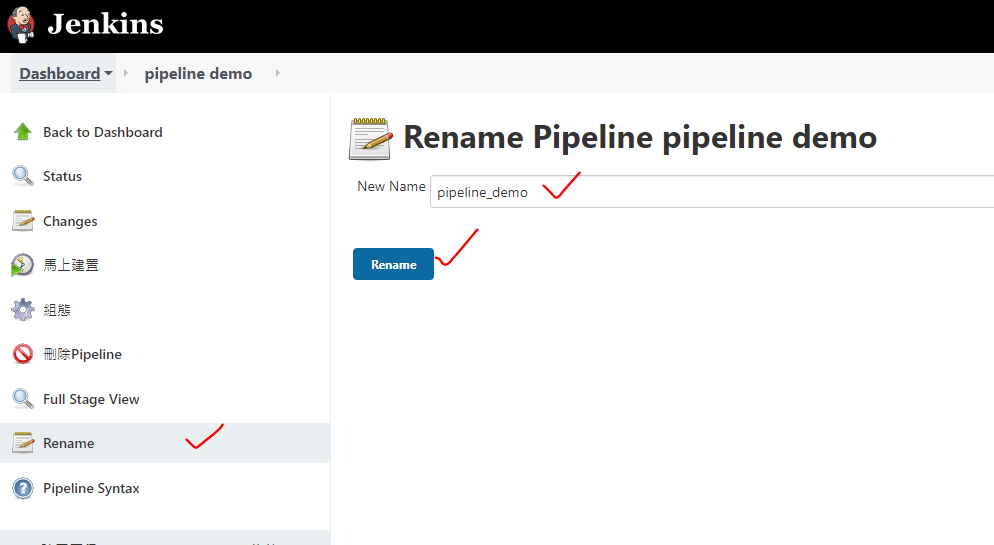 Jenkins
Dashboard
pipeline demo
Back to Dashboard
Status
Changes
馬上建置
組態
刪除Pipeline
Full Stage View
Rename
Pipeline Syntax
Rename Pipeline pipeline demo
New Name
pipeline_demo
Rename